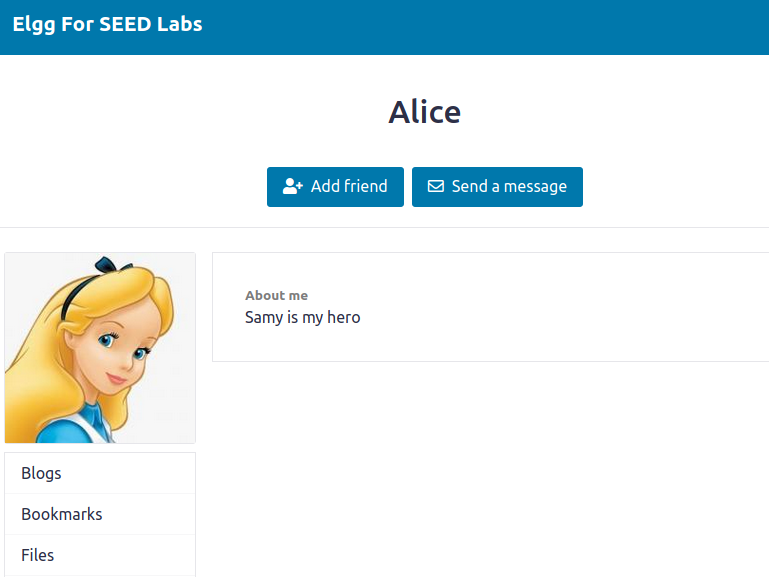 Elgg For SEED Labs
Alice
Add friend
Send a message
About me
Samy is my hero
Blogs
Bookmarks
Files